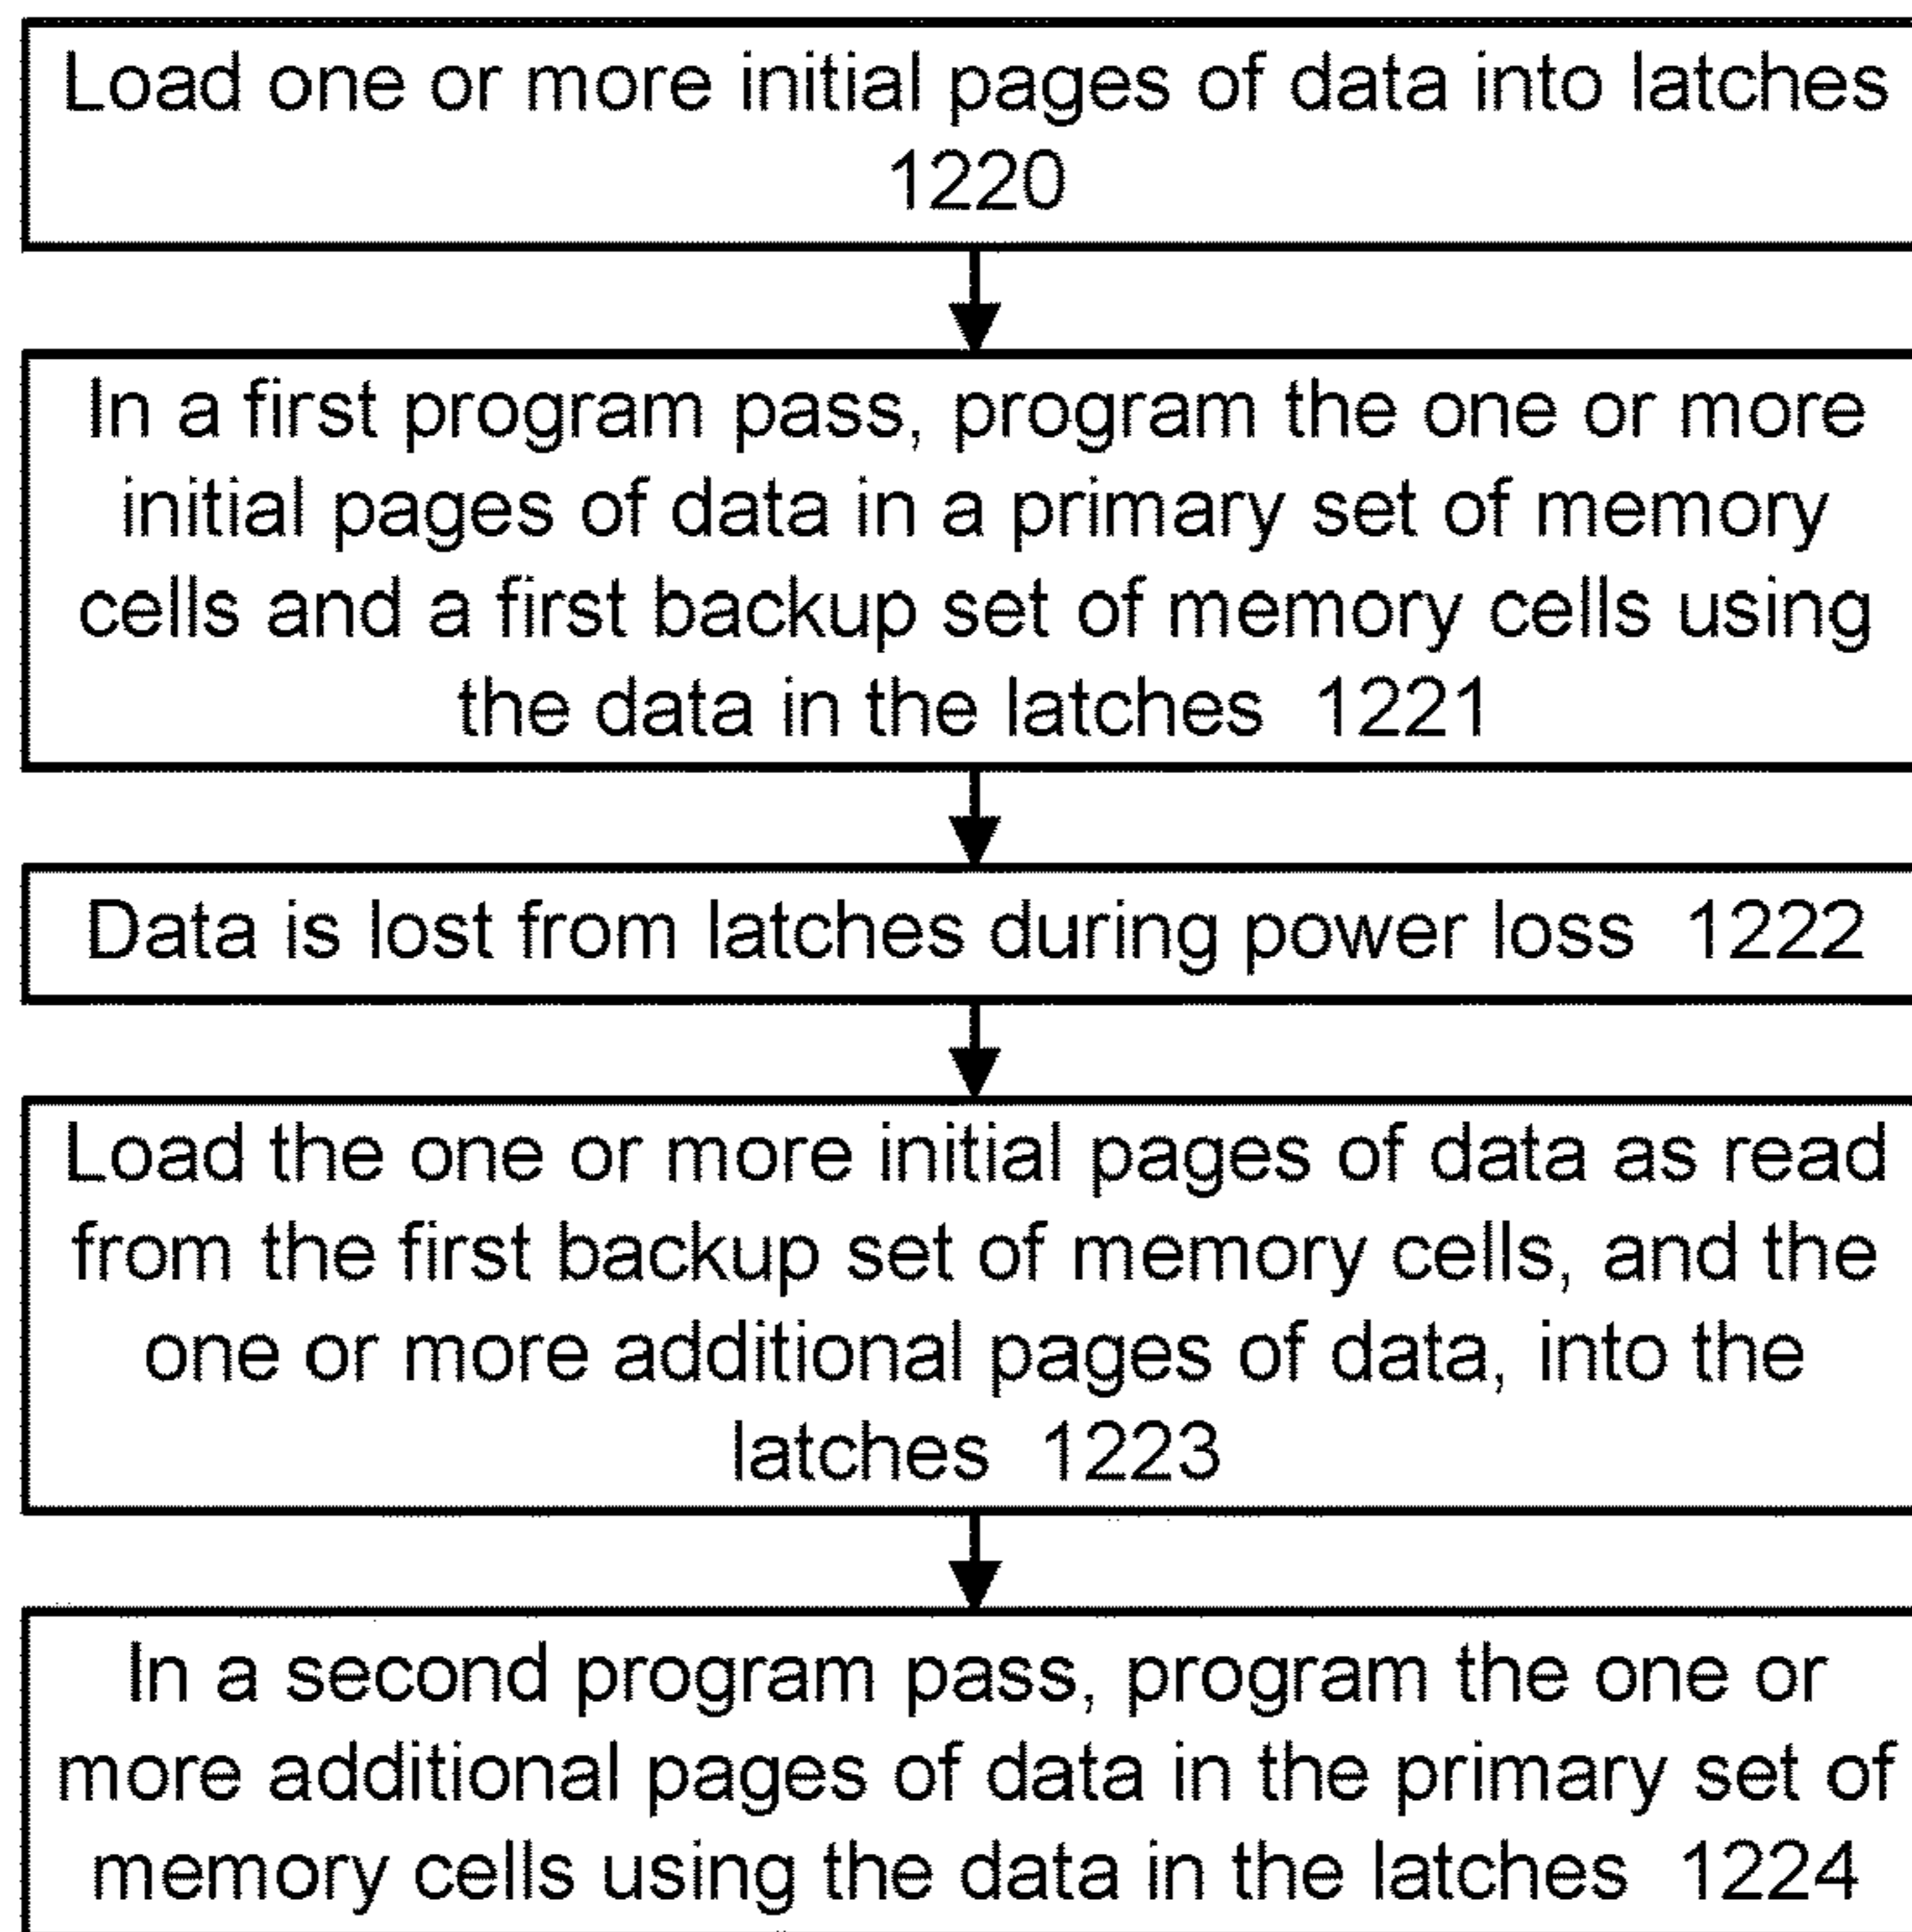 Load one or more initial pages of data into latches
1220
In a first program pass, program the one or more
initial pages of data in a primary set of memory
cells and a first backup set of memory cells using
the data in the latches 1221
Data is lost from latches during power loss 1222
Load the one or more initial pages of data as read
from the first backup set of memory cells, and the
one or more additional pages of data, into the
latches 1223
In a second program pass, program the one or
more additional pages of data in the primary set of
memory cells using the data in the latches 1224